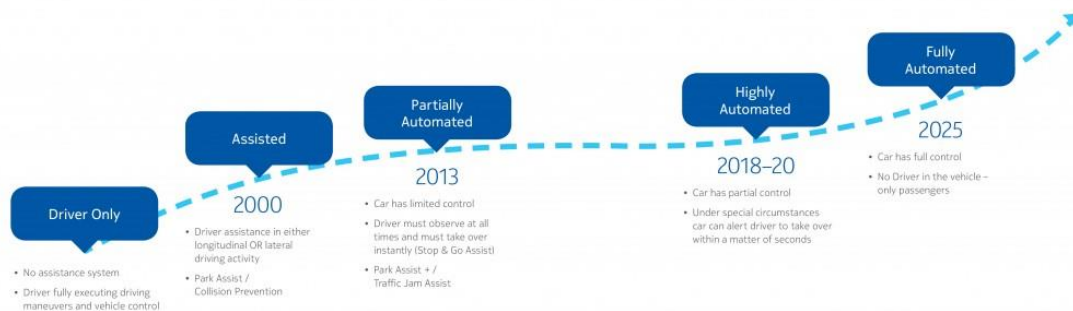 Driver Only
• No assistance system
• Driver fully executing driving
maneuvers and vehicle control
Assisted
2000
• Driver assistance in either
longitudinal OR lateral
driving activity
• Park Assist /
Collision Prevention
Partially
Automated
2013
• Car has limited control
• Driver must observe at all
times and must take over
instantly (Stop & Go Assist)
• Park Assist + /
Traffic Jam Assist
Highly
Automated
2018–20
• Car has partial control
• Under special circumstances
car can alert driver to take over
within a matter of seconds
Fully
Automated
2025
• Car has full control
• No Driver in the vehicle –
only passengers